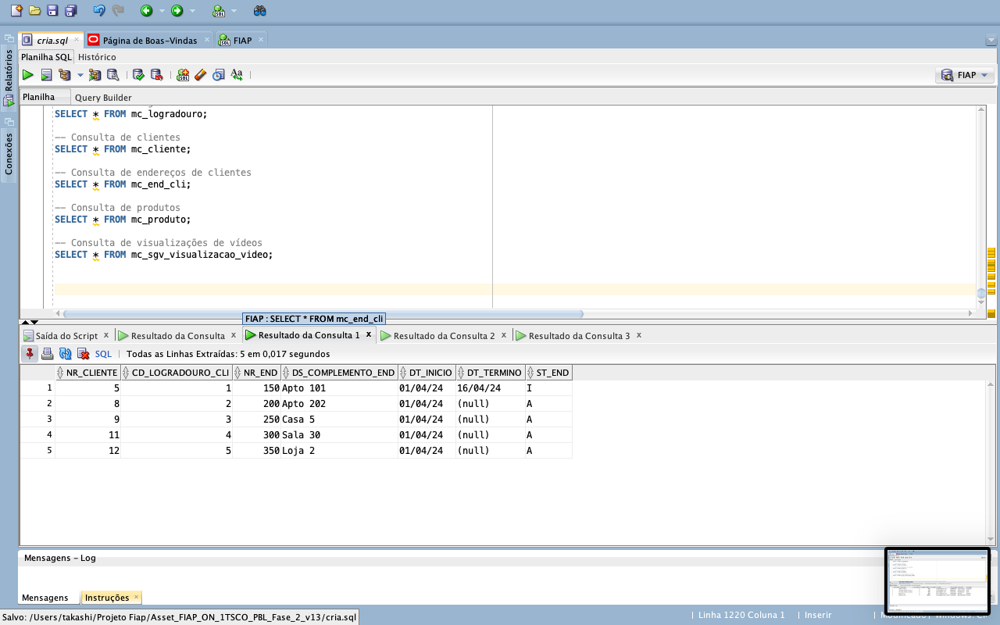 cria.sql
Página de Boas-Vindas
FIAP
Planilha SQL Histórico
FIAP
Planilha Query Builder
Relatórios
Conexões
SELECT * FROM mc_logradouro;
-- Consulta de clientes
SELECT * FROM mc_cliente;
-- Consulta de endereços de clientes
SELECT * FROM mc_end_cli;
-- Consulta de produtos
SELECT * FROM mc_produto;
-- Consulta de visualizações de vídeos
SELECT * FROM mc_sgv_visualizacao_video;
FIAP : SELECT * FROM mc_end_cli
Saída do Script x Resultado da Consulta x Resultado da Consulta 1 x Resultado da Consulta 2 x Resultado da Consulta 3 x
SQL | Todas as Linhas Extraídas: 5 em 0,017 segundos
NR_CLIENTE CD_LOGRADOURO_CLI NR_END DS_COMPLEMENTO_END DT_INICIO DT_TERMINO ST_END
1 5 1 150 Apto 101 01/04/24 16/04/24 I
2 8 2 200 Apto 202 01/04/24 (null) A
3 9 3 250 Casa 5 01/04/24 (null) A
4 11 4 300 Sala 30 01/04/24 (null) A
5 12 5 350 Loja 2 01/04/24 (null) A
Mensagens - Log
Mensagens Instruções
Salvo: /Users/takashi/Projeto Fiap/Asset_FIAP_ON_1TSCO_PBL_Fase_2_v13/cria.sql
| Linha 1220 Coluna 1 | Inserir